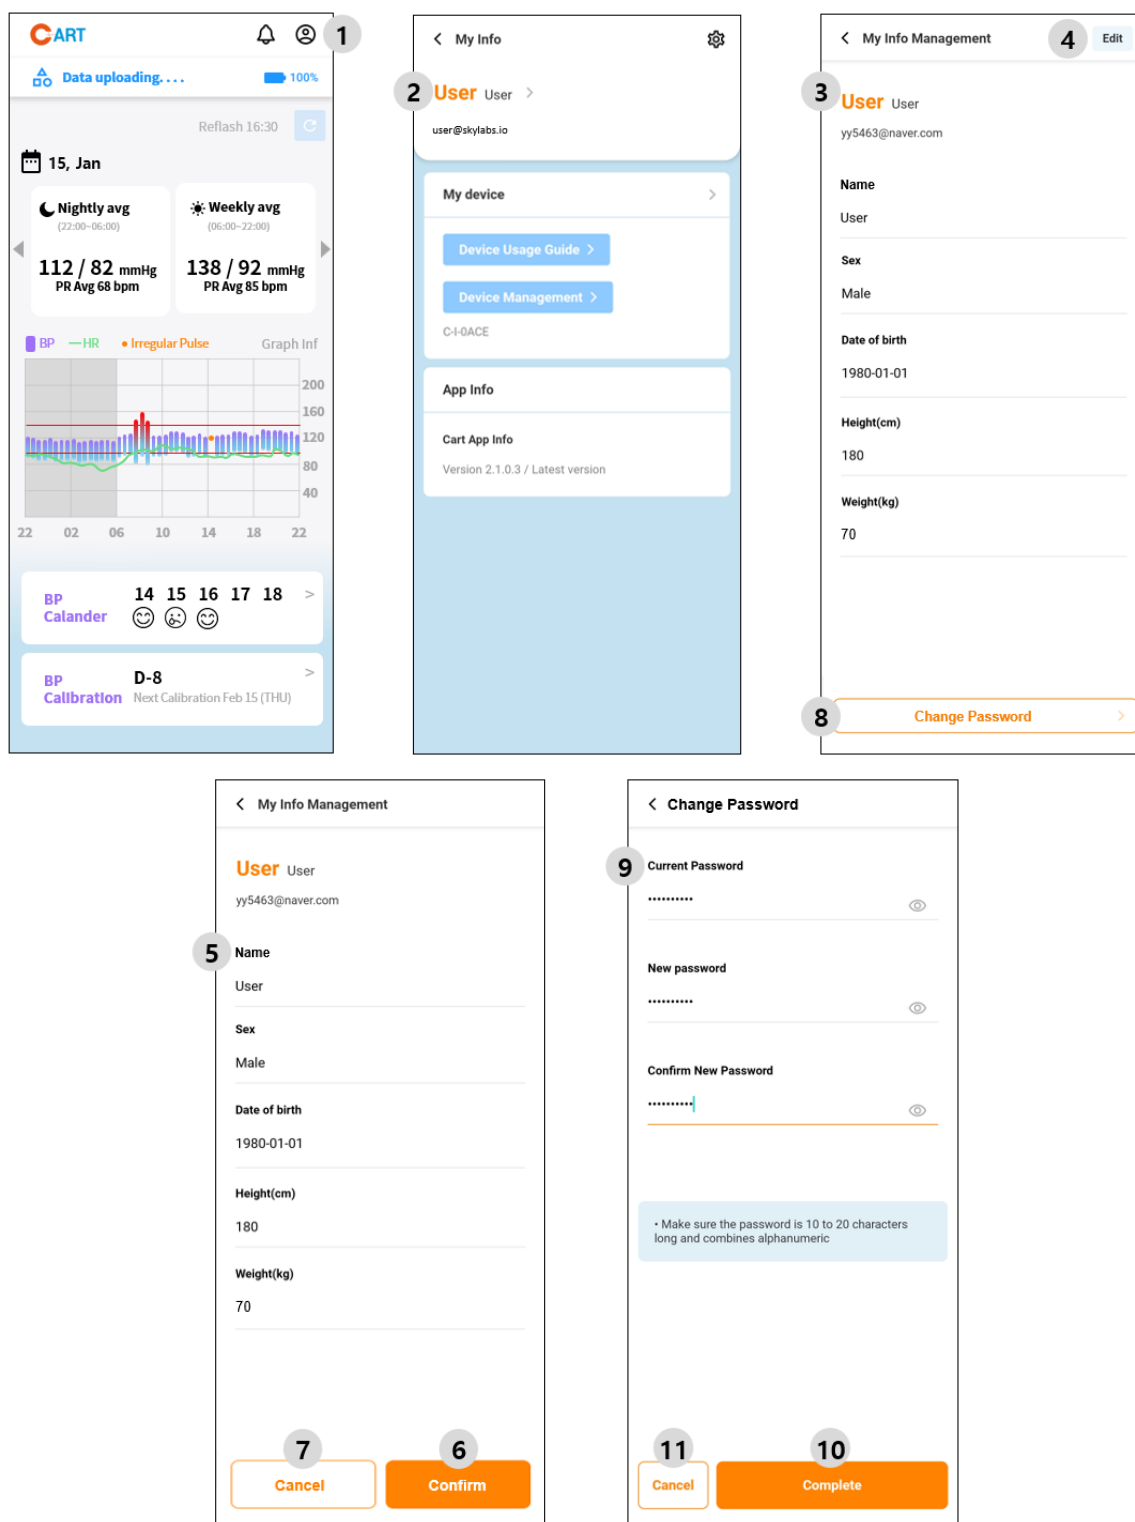 CART
1
Data uploading. . . .
100%
Reflash 16:30
15, Jan
Nightly avg
(22:00~06:00)
112 / 82 mmHg
PR Avg 68 bpm
Weekly avg
(06:00~22:00)
138 / 92 mmHg
PR Avg 85 bpm
BP
HR
Irregular Pulse
Graph Inf
200
160
120
80
40
22 02 06 10 14 18 22
BP
Calander
14 15 16 17 18 >
BP
Calibration
D-8 >
Next Calibration Feb 15 (THU)
My Info
2
User User >
user@skylabs.io
My device >
Device Usage Guide >
Device Management >
C-I-0ACE
App Info
Cart App Info
Version 2.1.0.3 / Latest version
My Info Management
4
Edit
3
User User
yy5463@naver.com
Name
User
Sex
Male
Date of birth
1980-01-01
Height(cm)
180
Weight(kg)
70
8
Change Password >
My Info Management
User User
yy5463@naver.com
5
Name
User
Sex
Male
Date of birth
1980-01-01
Height(cm)
180
Weight(kg)
70
7
Cancel
6
Confirm
Change Password
9
Current Password
••••••••••
New password
••••••••••
Confirm New Password
••••••••••
• Make sure the password is 10 to 20 characters
long and combines alphanumeric
11
Cancel
10
Complete